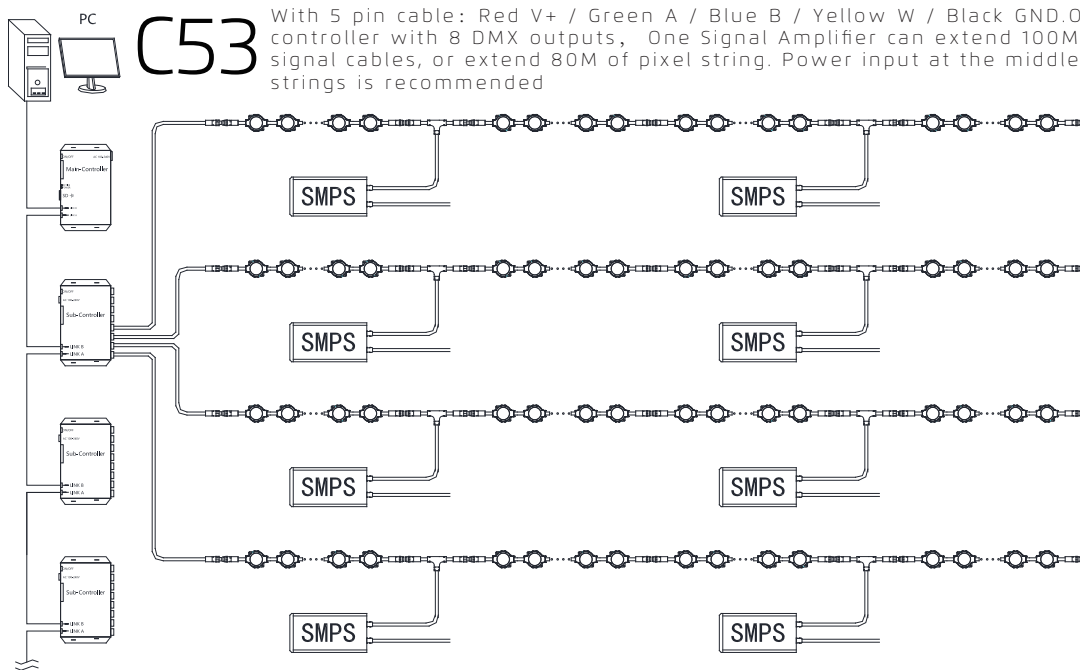 PC
C53
With 5 pin cable: Red V+ / Green A / Blue B / Yellow W / Black GND.O
controller with 8 DMX outputs, One Signal Amplifier can extend 100M
signal cables, or extend 80M of pixel string. Power input at the middle
strings is recommended
Main-Controller
SMPS
SMPS
Sub-Controller
LINK B
LINK A
SMPS
SMPS
Sub-Controller
LINK B
LINK A
SMPS
SMPS
Sub-Controller
LINK B
LINK A
SMPS
SMPS